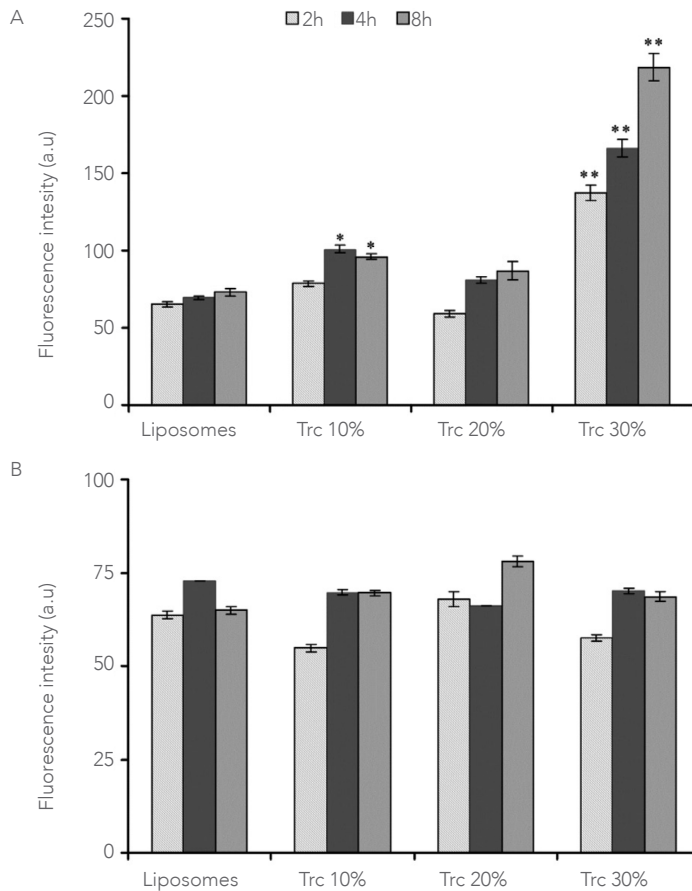 A
2h 4h 8h
Fluorescence intesity (a.u)
250
200
150
100
50
0
* * ** ** **
Liposomes Trc 10% Trc 20% Trc 30%
B
Fluorescence intesity (a.u)
100
75
50
25
0
Liposomes Trc 10% Trc 20% Trc 30%